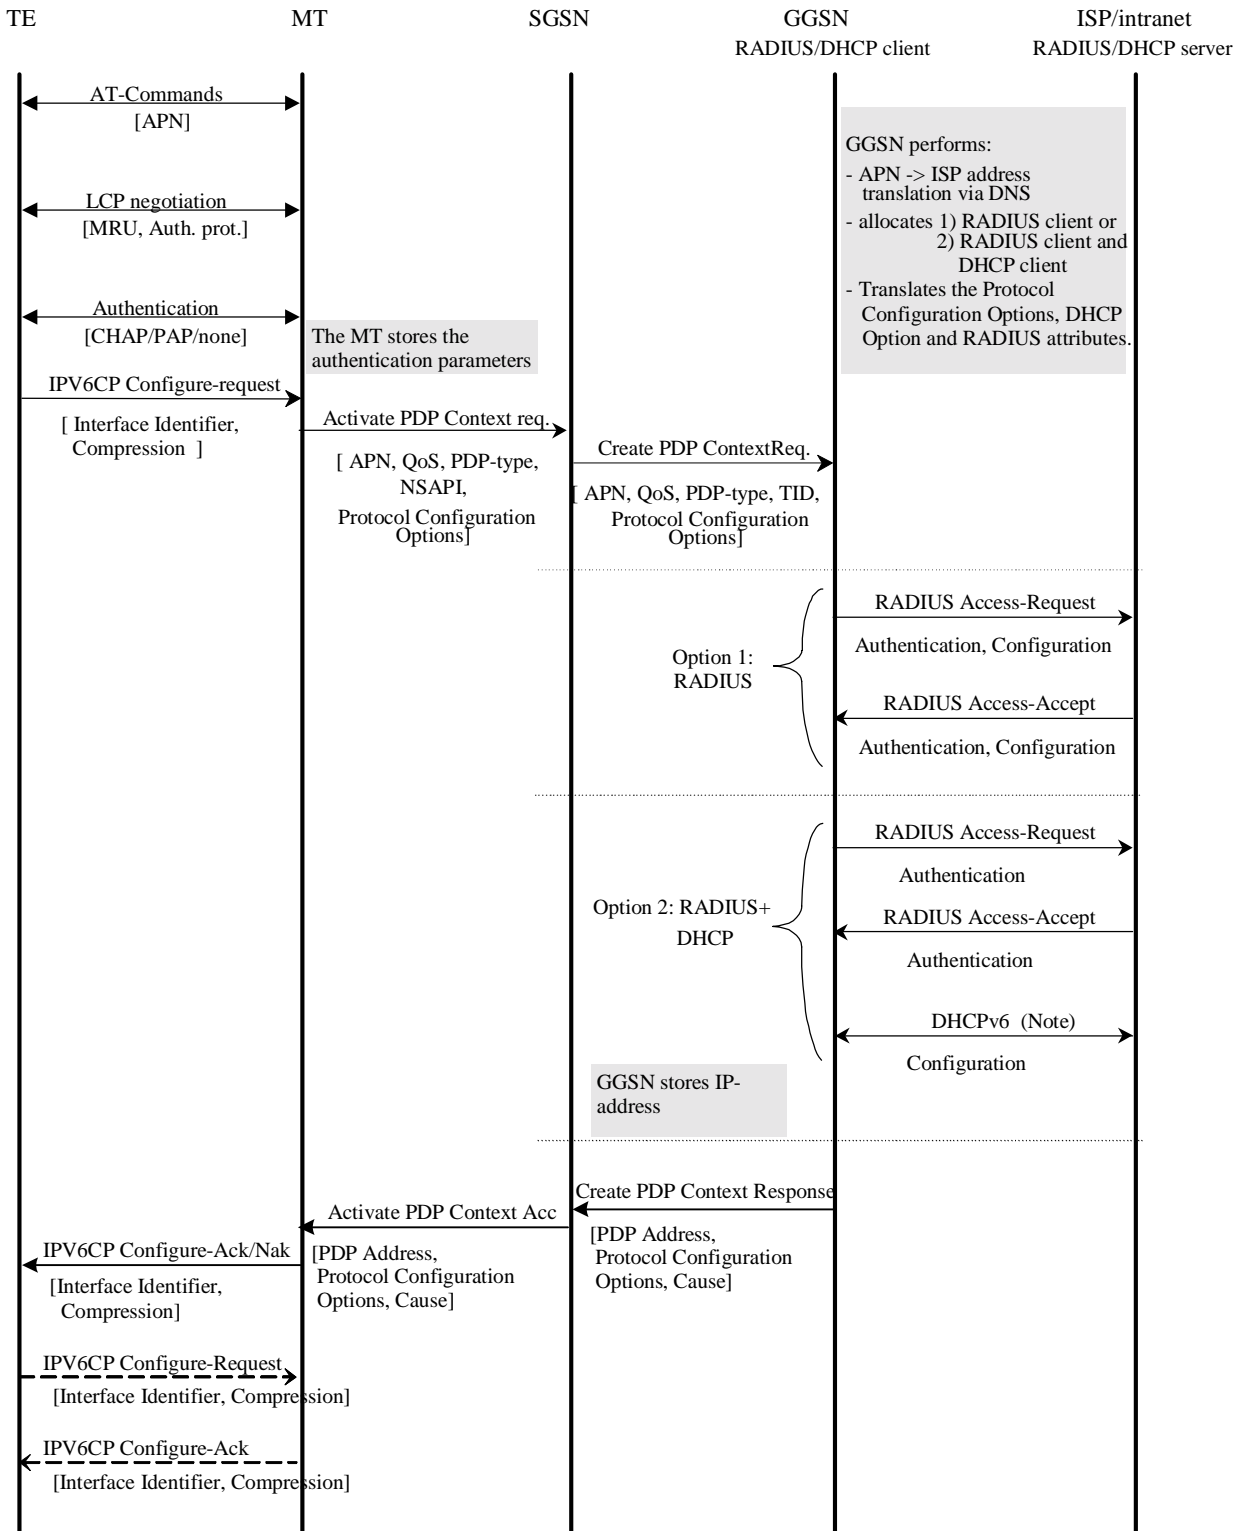 TE
MT
SGSN
GGSN
ISP/intranet
RADIUS/DHCP client
RADIUS/DHCP server
AT-Commands
[APN]
GGSN performs:
- APN -> ISP address
translation via DNS
- allocates 1) RADIUS client or
2) RADIUS client and
DHCP client
- Translates the Protocol
Configuration Options, DHCP
Option and RADIUS attributes.
LCP negotiation
[MRU, Auth. prot.]
Authentication
[CHAP/PAP/none]
The MT stores the
authentication parameters
IPV6CP Configure-request
[ Interface Identifier,
Compression ]
Activate PDP Context req.
[ APN, QoS, PDP-type,
NSAPI,
Protocol Configuration
Options]
Create PDP ContextReq.
[ APN, QoS, PDP-type, TID,
Protocol Configuration
Options]
RADIUS Access-Request
Authentication, Configuration
Option 1:
RADIUS
RADIUS Access-Accept
Authentication, Configuration
RADIUS Access-Request
Authentication
Option 2: RADIUS+
DHCP
RADIUS Access-Accept
Authentication
DHCPv6 (Note)
Configuration
GGSN stores IP-
address
Create PDP Context Response
[PDP Address,
Protocol Configuration
Options, Cause]
Activate PDP Context Acc
[PDP Address,
Protocol Configuration
Options, Cause]
IPV6CP Configure-Ack/Nak
[Interface Identifier,
Compression]
IPV6CP Configure-Request
[Interface Identifier, Compression]
IPV6CP Configure-Ack
[Interface Identifier, Compression]